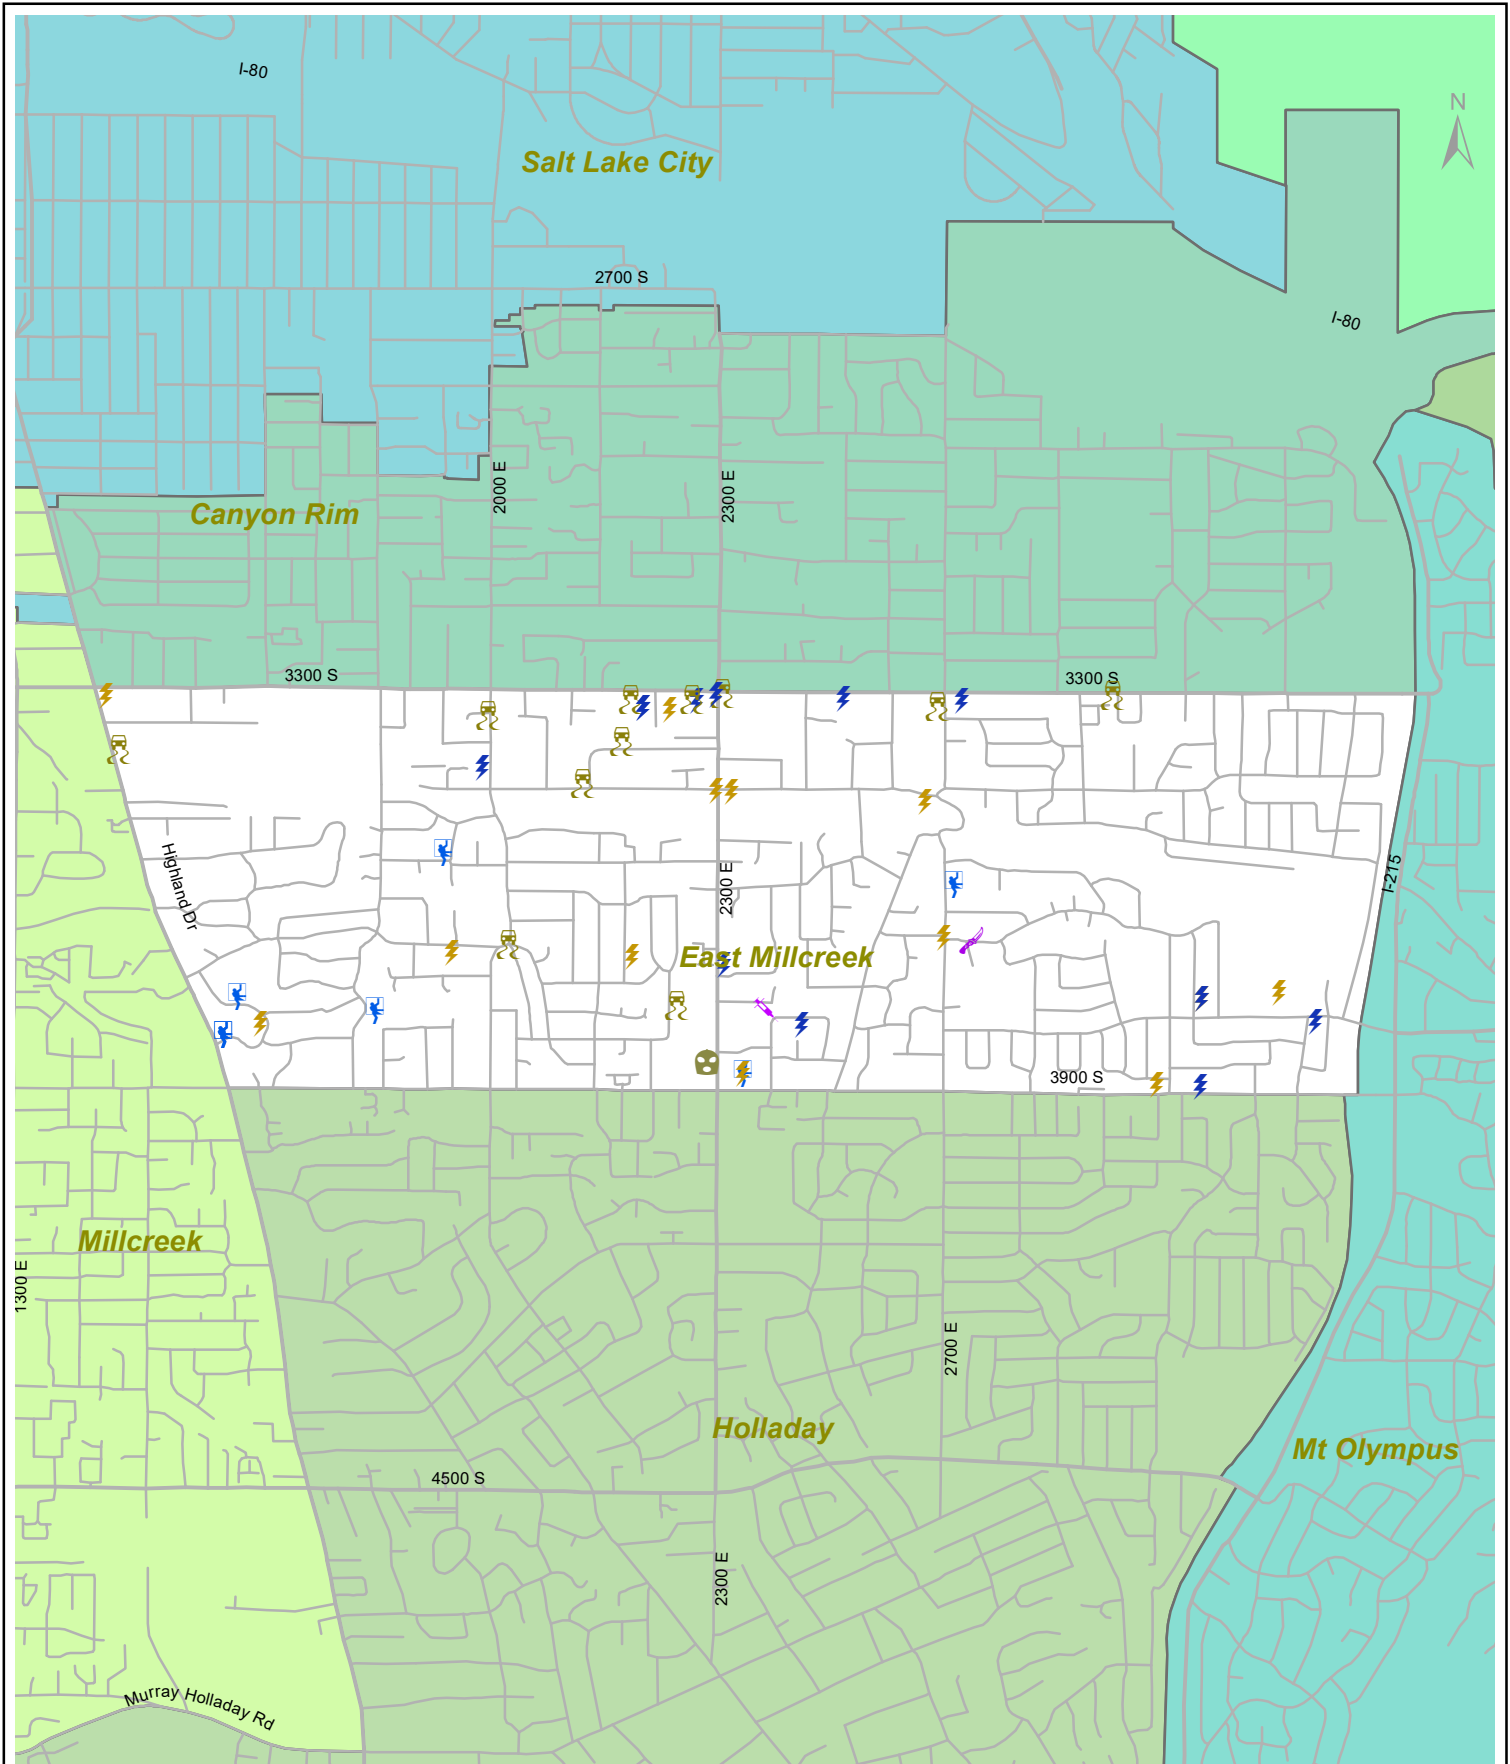 I-80
N
Salt Lake City
2700 S
I-80
2000 E
2300 E
Canyon Rim
3300 S
3300 S
Highland Dr
2300 E
I-215
East Millcreek
3900 S
Millcreek
1300 E
2700 E
Holladay
Mt Olympus
4500 S
2300 E
Murray Holladay Rd